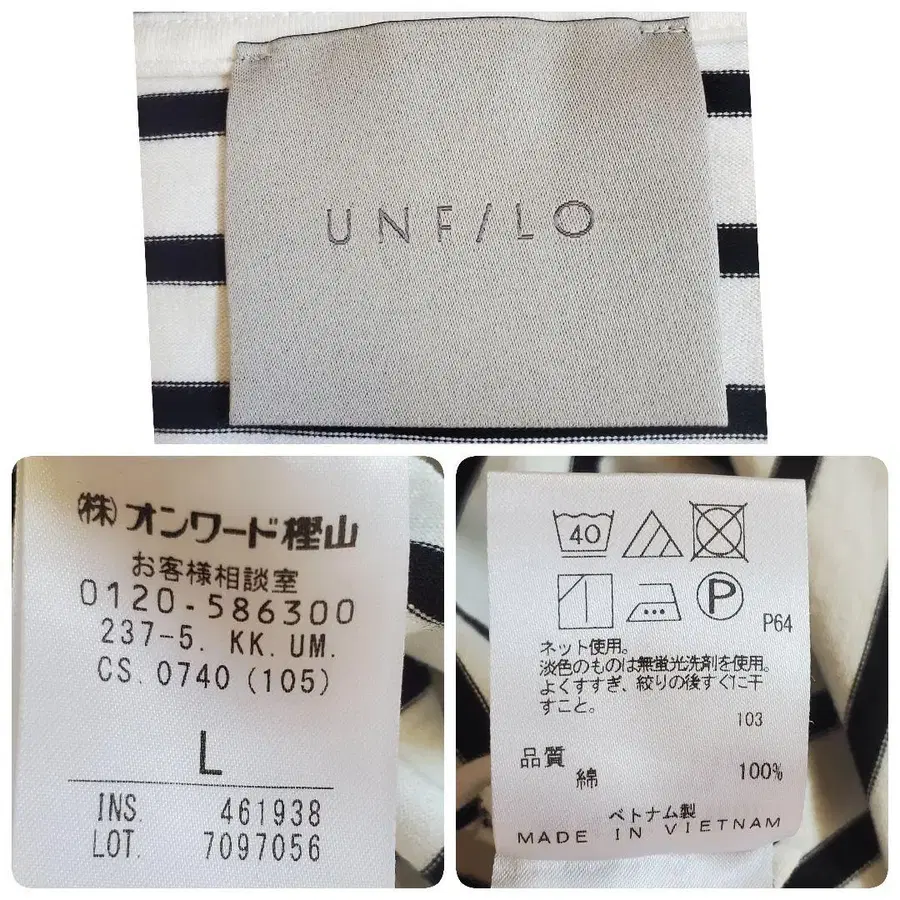 UNF/LO
㈱オンワード樫山
お客様相談室
0120-586300
237-5. KK. UM.
CS. 0740 (105)
L
INS. 461938
LOT. 7097056
40
P
P64
ネット使用。
淡色のものは無蛍光洗剤を使用。
よくすすぎ、絞りの後すぐに干
すこと。
103
品質
綿 100%
ベトナム製
MADE IN VIETNAM